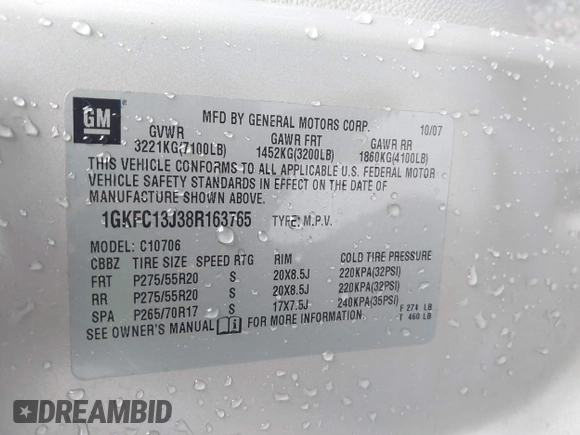 GM
MFD BY GENERAL MOTORS CORP. 10/07
GVWR GAWR FRT GAWR RR
3221KG(7100LB) 1452KG(3200LB) 1860KG(4100LB)
THIS VEHICLE CONFORMS TO ALL APPLICABLE U.S. FEDERAL MOTOR
VEHICLE SAFETY STANDARDS IN EFFECT ON THE DATE OF
MANUFACTURE SHOWN ABOVE.
1GKFC13J38R163765 TYPE: M.P.V.
MODEL: C10706
CBBZ TIRE SIZE SPEED RTG RIM COLD TIRE PRESSURE
FRT P275/55R20 S 20X8.5J 220KPA(32PSI)
RR P275/55R20 S 20X8.5J 220KPA(32PSI)
SPA P265/70R17 S 17X7.5J 240KPA(35PSI) F 274 LB
SEE OWNER'S MANUAL FOR MORE INFORMATION. T 460 LB
DREAMBID